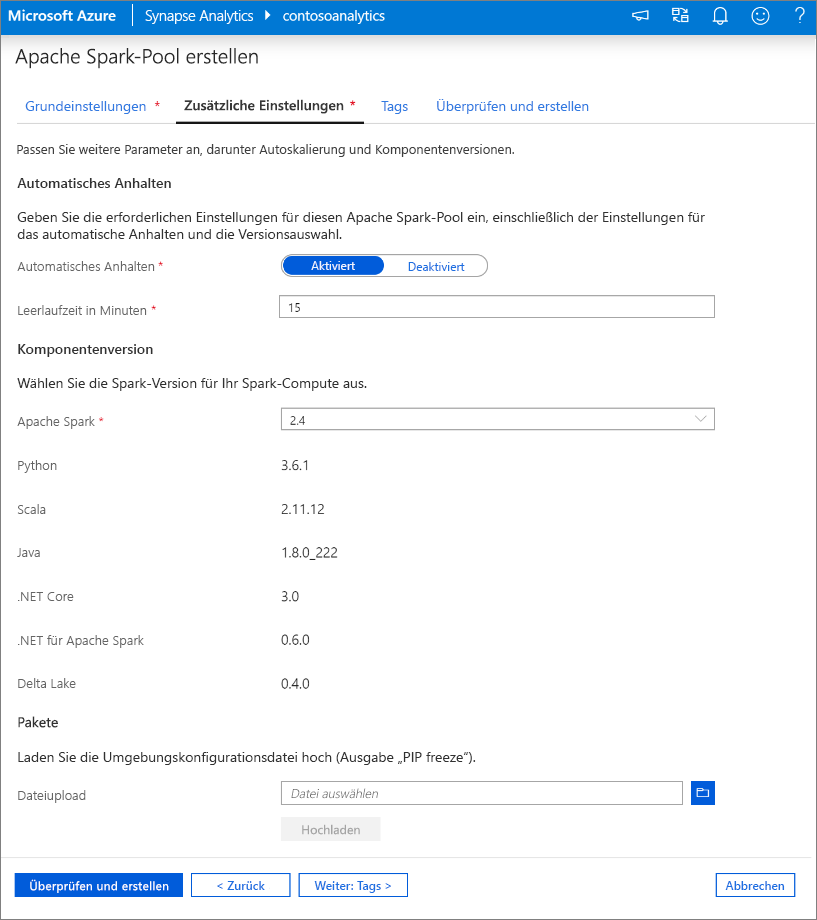 Microsoft Azure Synapse Analytics contosoanalytics ?
Apache Spark-Pool erstellen
Grundeinstellungen * Zusätzliche Einstellungen * Tags Überprüfen und erstellen
Passen Sie weitere Parameter an, darunter Autoskalierung und Komponentenversionen.
Automatisches Anhalten
Geben Sie die erforderlichen Einstellungen für diesen Apache Spark-Pool ein, einschließlich der Einstellungen für
das automatische Anhalten und die Versionsauswahl.
Automatisches Anhalten * Aktiviert Deaktiviert
Leerlaufzeit in Minuten * 15
Komponentenversion
Wählen Sie die Spark-Version für Ihr Spark-Compute aus.
Apache Spark * 2.4
Python 3.6.1
Scala 2.11.12
Java 1.8.0_222
.NET Core 3.0
.NET für Apache Spark 0.6.0
Delta Lake 0.4.0
Pakete
Laden Sie die Umgebungskonfigurationsdatei hoch (Ausgabe „PIP freeze“).
Dateiupload Datei auswählen
Hochladen
Überprüfen und erstellen < Zurück Weiter: Tags > Abbrechen